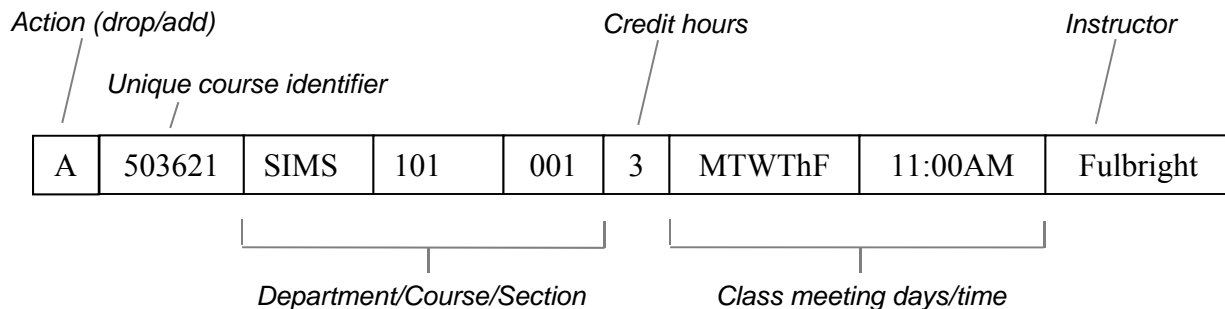 Action (drop/add) Credit hours Instructor
Unique course identifier
A 503621 SIMS 101 001 3 MTWThF 11:00AM Fulbright
Department/Course/Section Class meeting days/time